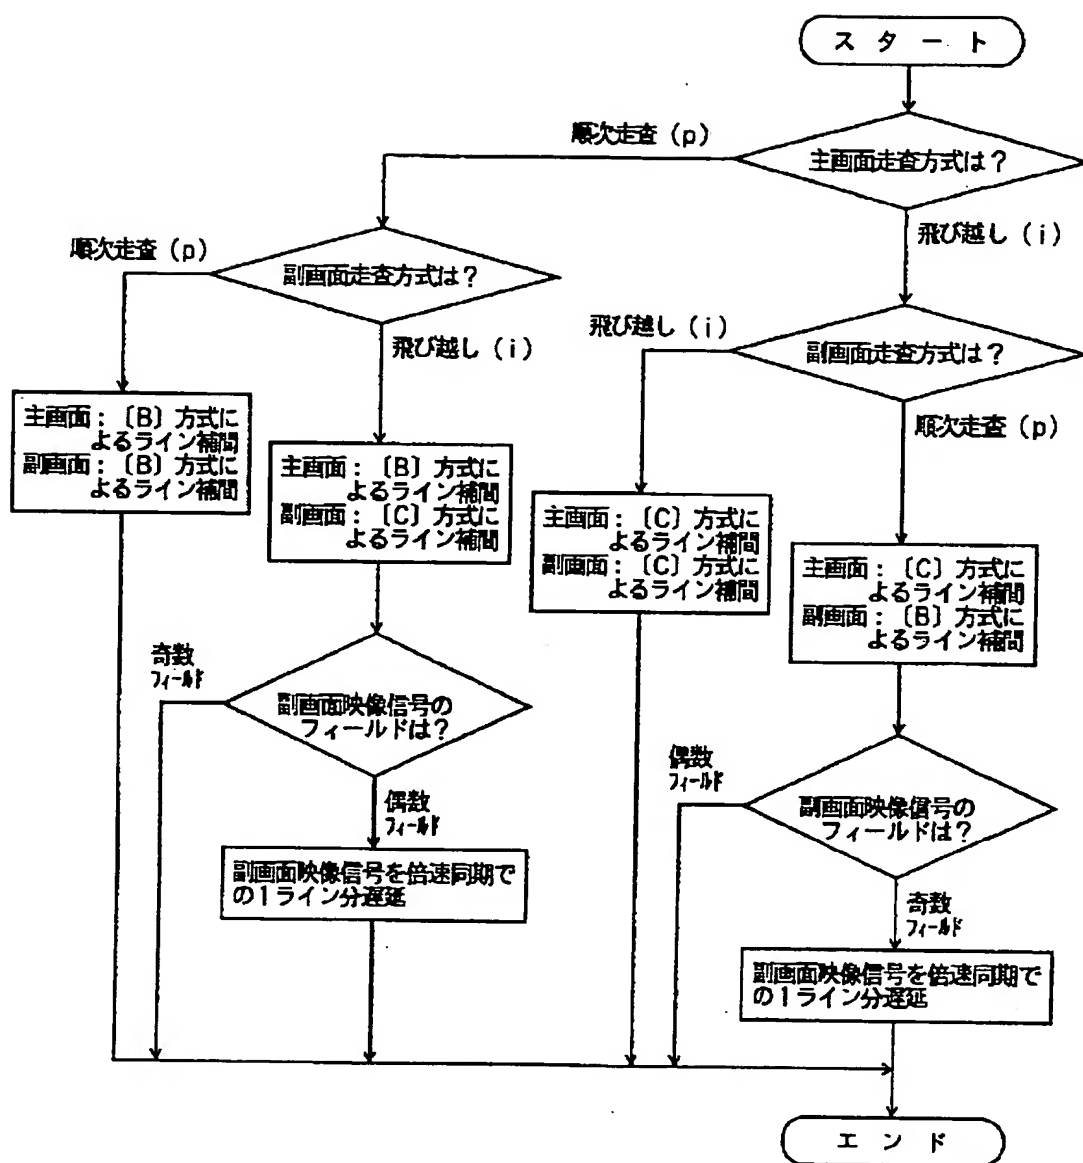 スタート
順次走査（p）
主画面走査方式は？
飛び越し（i）
順次走査（p）
副画面走査方式は？
飛び越し（i）
飛び越し（i）
副画面走査方式は？
順次走査（p）
主画面：〔B〕方式に
よるライン補間
副画面：〔B〕方式に
よるライン補間
主画面：〔B〕方式に
よるライン補間
副画面：〔C〕方式に
よるライン補間
主画面：〔C〕方式に
よるライン補間
副画面：〔C〕方式に
よるライン補間
主画面：〔C〕方式に
よるライン補間
副画面：〔B〕方式に
よるライン補間
奇数
フィールド
副画面映像信号の
フィールドは？
偶数
フィールド
副画面映像信号を倍速同期で
の1ライン分遅延
偶数
フィールド
副画面映像信号の
フィールドは？
奇数
フィールド
副画面映像信号を倍速同期で
の1ライン分遅延
エンド